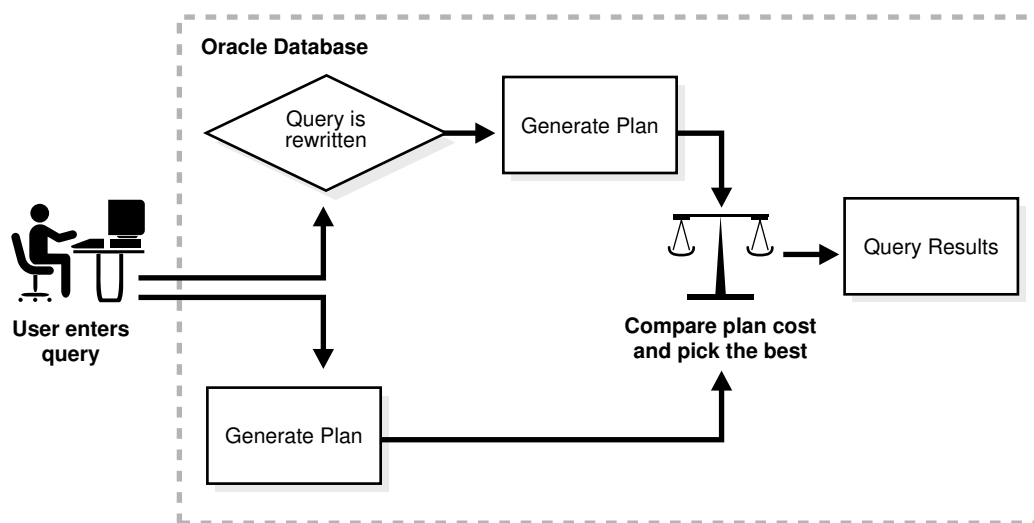 Oracle Database
Query is
rewritten
Generate Plan
Query Results
User enters
query
Compare plan cost
and pick the best
Generate Plan